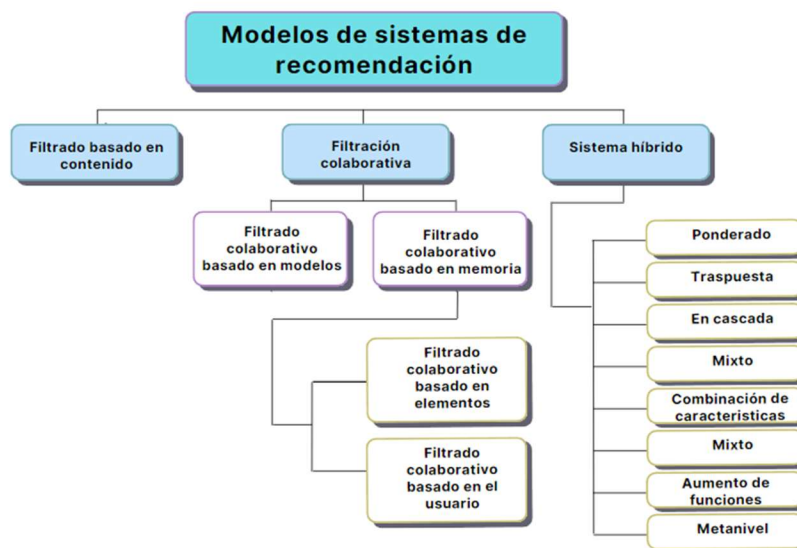 Modelos de sistemas de
recomendación
Filtrado basado en
contenido
Filtración
colaborativa
Sistema híbrido
Filtrado
colaborativo
basado en modelos
Filtrado
colaborativo
basado en memoria
Filtrado
colaborativo
basado en
elementos
Filtrado
colaborativo
basado en el
usuario
Ponderado
Traspuesta
En cascada
Mixto
Combinación de
caracteristicas
Mixto
Aumento de
funciones
Metanivel